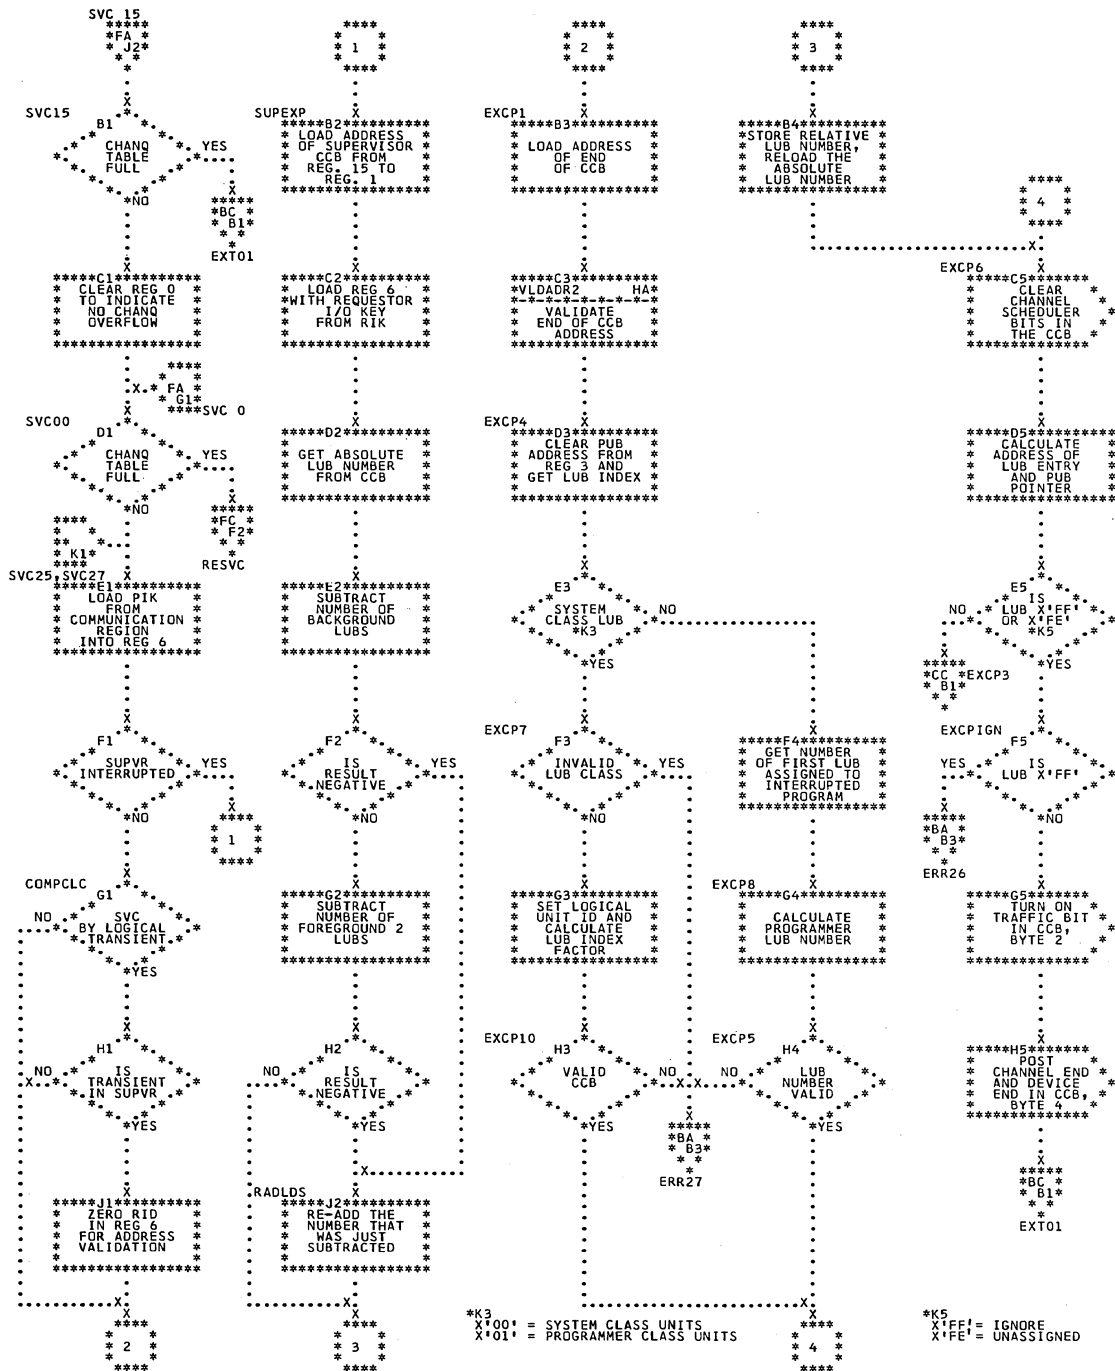 SVC 15
FA
J2
SVC15
B1
CHANQ
TABLE
FULL
YES
NO
BC
B1
EXT01
C1
CLEAR REG 0
TO INDICATE
NO CHANQ
OVERFLOW
FA
G1
SVC 0
SVC00
D1
CHANQ
TABLE
FULL
YES
NO
FC
F2
RESVC
K1
SVC25,SVC27
E1
LOAD PIK
FROM
COMMUNICATION
REGION
INTO REG 6
F1
SUPVR
INTERRUPTED
YES
NO
1
COMPCLC
G1
NO
SVC
BY LOGICAL
TRANSIENT
YES
H1
NO
IS
TRANSIENT
IN SUPVR
YES
J1
ZERO RID
IN REG 6
FOR ADDRESS
VALIDATION
2
1
SUPEXP
B2
LOAD ADDRESS
OF SUPERVISOR
CCB FROM
REG. 15 TO
REG. 1
C2
LOAD REG 6
WITH REQUESTOR
I/O KEY
FROM RIK
D2
GET ABSOLUTE
LUB NUMBER
FROM CCB
E2
SUBTRACT
NUMBER OF
BACKGROUND
LUBS
F2
IS
RESULT
NEGATIVE
YES
NO
G2
SUBTRACT
NUMBER OF
FOREGROUND 2
LUBS
H2
NO
IS
RESULT
NEGATIVE
YES
RADLDS
J2
RE-ADD THE
NUMBER THAT
WAS JUST
SUBTRACTED
3
2
EXCP1
B3
LOAD ADDRESS
OF END
OF CCB
C3
VLDADR2 HA
VALIDATE
END OF CCB
ADDRESS
EXCP4
D3
CLEAR PUB
ADDRESS FROM
REG 3 AND
GET LUB INDEX
E3
SYSTEM
CLASS LUB
*K3
NO
YES
EXCP7
F3
INVALID
LUB CLASS
YES
NO
G3
SET LOGICAL
UNIT ID AND
CALCULATE
LUB INDEX
FACTOR
EXCP10
H3
VALID
CCB
NO
YES
BA
B3
ERR27
*K3
X'00' = SYSTEM CLASS UNITS
X'01' = PROGRAMMER CLASS UNITS
3
B4
STORE RELATIVE
LUB NUMBER,
RELOAD THE
ABSOLUTE
LUB NUMBER
F4
GET NUMBER
OF FIRST LUB
ASSIGNED TO
INTERRUPTED
PROGRAM
EXCP8
G4
CALCULATE
PROGRAMMER
LUB NUMBER
EXCP5
H4
NO
LUB
NUMBER
VALID
YES
4
4
EXCP6
C5
CLEAR
CHANNEL
SCHEDULER
BITS IN
THE CCB
D5
CALCULATE
ADDRESS OF
LUB ENTRY
AND PUB
POINTER
E5
NO
IS
LUB X'FF'
OR X'FE'
*K5
YES
CC
B1
EXCP3
EXCPIGN
F5
YES
IS
LUB X'FF'
NO
BA
B3
ERR26
G5
TURN ON
TRAFFIC BIT
IN CCB,
BYTE 2
H5
POST
CHANNEL END
AND DEVICE
END IN CCB,
BYTE 4
BC
B1
EXT01
*K5
X'FF'= IGNORE
X'FE'= UNASSIGNED